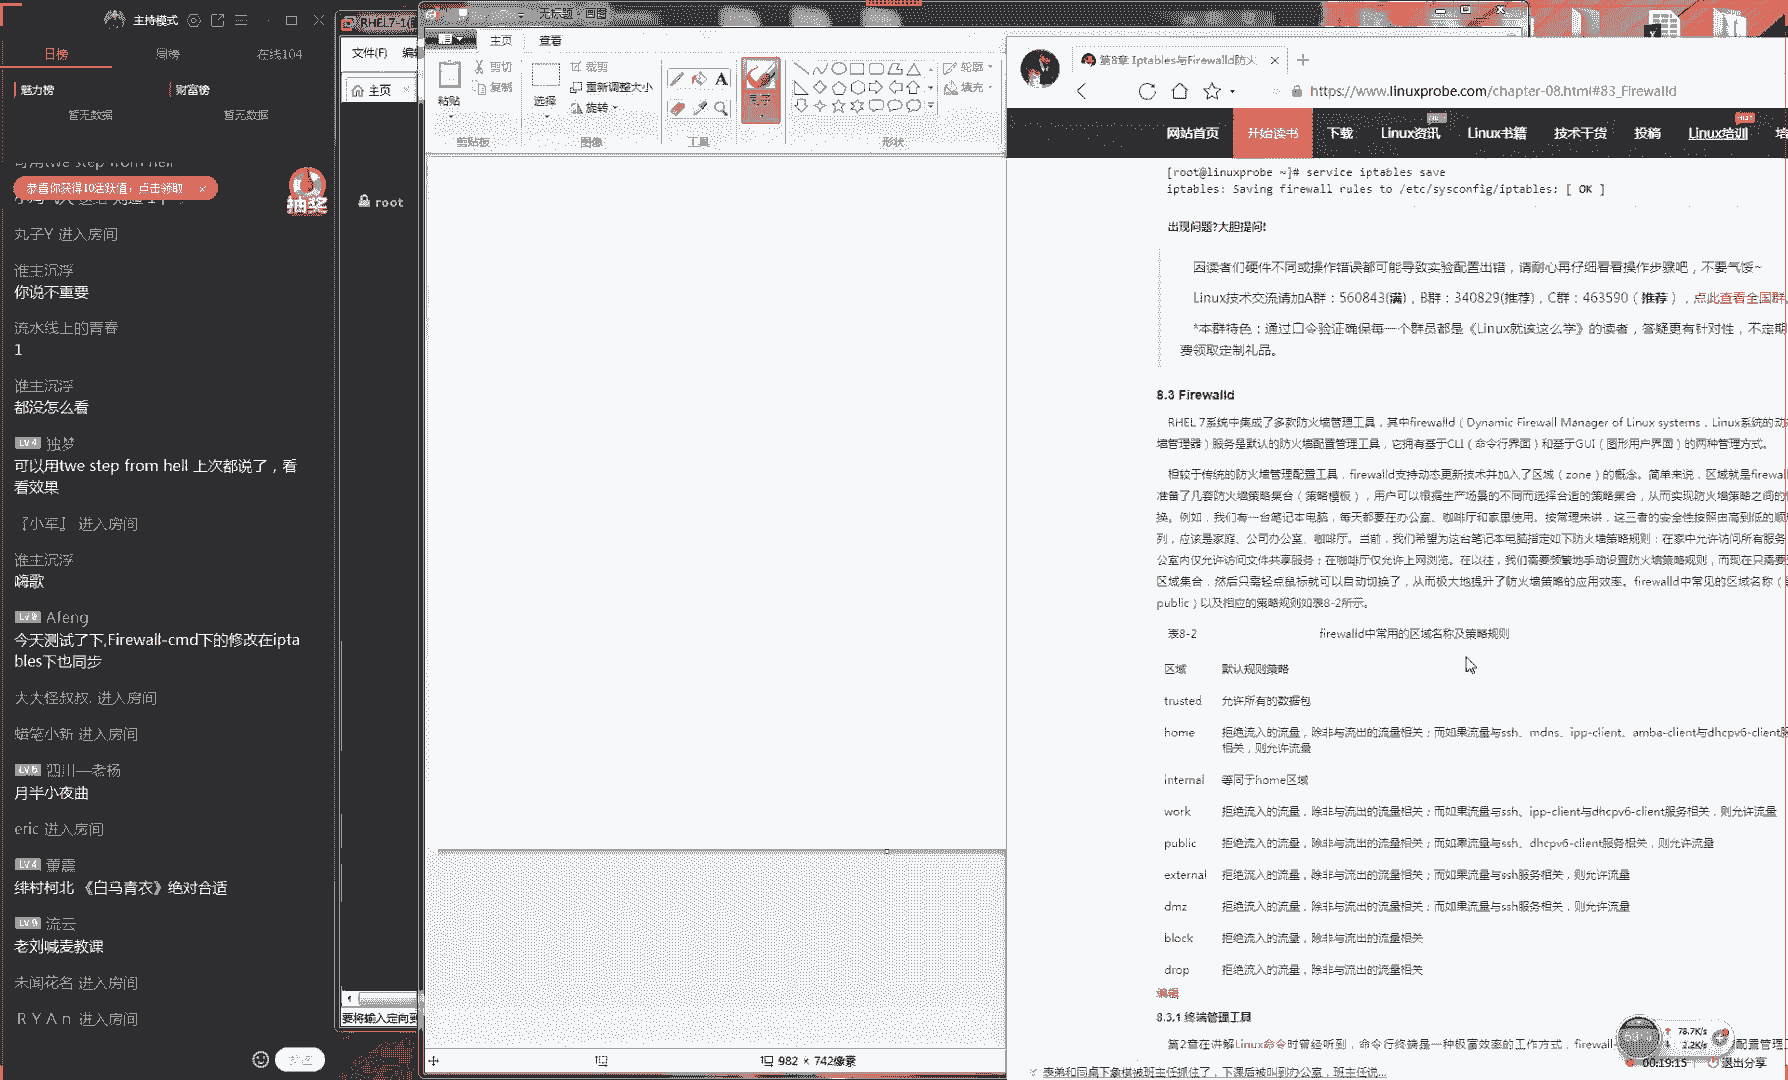 主持模式
日榜
周榜
在线104
魅力榜
财富榜
暂无数据
暂无数据
恭喜你获得10活跃值，点击领取
抽奖
丸子Y 进入房间
谁主沉浮
你说不重要
流水线上的青春
1
谁主沉浮
都没怎么看
LV4 独梦
可以用twe step from hell 上次都说了，看
看效果
『小军』 进入房间
谁主沉浮
嗨歌
Afeng
今天测试了下,Firewall-cmd下的修改在ipta
bles下也同步
大大怪叔叔. 进入房间
蜡笔小新 进入房间
四川—老杨
月半小夜曲
eric 进入房间
LV4 董震
绯村柯北 《白马青衣》绝对合适
LV9 流云
老刘喊麦教课
未闻花名 进入房间
ＲＹＡｎ 进入房间
RHEL7-1
文件(F)
主页
root
要将输入定向到
无标题 - 画图
主页
查看
粘贴
剪切
复制
剪贴板
选择
裁剪
重新调整大小
旋转
图像
工具
形状
轮廓
填充
982 × 742像素
第8章 Iptables与Firewalld防火
https://www.linuxprobe.com/chapter-08.html#83_Firewalld
网站首页
开始读书
下载
Linux资讯
Linux书籍
技术干货
投稿
Linux培训
[root@linuxprobe ~]# service iptables save
iptables: Saving firewall rules to /etc/sysconfig/iptables: [ OK ]
出现问题?大胆提问!
因读者们硬件不同或操作错误都可能导致实验配置出错，请耐心再仔细看看操作步骤吧，不要气馁~
Linux技术交流请加A群：560843(满)，B群：340829(推荐)，C群：463590（推荐），点此查看全国群
*本群特色：通过口令验证确保每一个群员都是《Linux就该这么学》的读者，答疑更有针对性，不定期
费领取定制礼品。
8.3 Firewalld
RHEL 7系统中集成了多款防火墙管理工具，其中firewalld（Dynamic Firewall Manager of Linux systems，Linux系统的动
墙管理器）服务是默认的防火墙配置管理工具，它拥有基于CLI（命令行界面）和基于GUI（图形用户界面）的两种管理方式。
相较于传统的防火墙管理配置工具，firewalld支持动态更新技术并加入了区域（zone）的概念。简单来说，区域就是firewal
准备了几套防火墙策略集合（策略模板），用户可以根据生产场景的不同而选择合适的策略集合，从而实现防火墙策略之间的
换。例如，我们有一台笔记本电脑，每天都要在办公室、咖啡厅和家里使用。按常理来讲，这三者的安全性按照由高到低的顺
列，应该是家庭、公司办公室、咖啡厅。当前，我们希望为这台笔记本电脑指定如下防火墙策略规则：在家中允许访问所有服务
公室内仅允许访问文件共享服务；在咖啡厅仅允许上网浏览。在以往，我们需要频繁地手动设置防火墙策略规则，而现在只需要
区域集合，然后只需轻点鼠标就可以自动切换了，从而极大地提升了防火墙策略的应用效率。firewalld中常见的区域名称（
public）以及相应的策略规则如表8-2所示。
表8-2 firewalld中常用的区域名称及策略规则
区域 默认规则策略
trusted 允许所有的数据包
home 拒绝流入的流量，除非与流出的流量相关；而如果流量与ssh、mdns、ipp-client、amba-client与dhcpv6-client服
相关，则允许流量
internal 等同于home区域
work 拒绝流入的流量，除非与流出的流量相关；而如果流量与ssh、ipp-client与dhcpv6-client服务相关，则允许流量
public 拒绝流入的流量，除非与流出的流量相关；而如果流量与ssh、dhcpv6-client服务相关，则允许流量
external 拒绝流入的流量，除非与流出的流量相关；而如果流量与ssh服务相关，则允许流量
dmz 拒绝流入的流量，除非与流出的流量相关；而如果流量与ssh服务相关，则允许流量
block 拒绝流入的流量，除非与流出的流量相关
drop 拒绝流入的流量，除非与流出的流量相关
编辑
8.3.1 终端管理工具
第2章在讲解Linux命令时曾经听到，命令行终端是一种极富效率的工作方式，firewall-
配置管理工
78.7K/s
2.2K/s
00:19:15
退出分享
表弟和同桌下象棋被班主任抓住了，下课后被叫到办公室，班主任说...